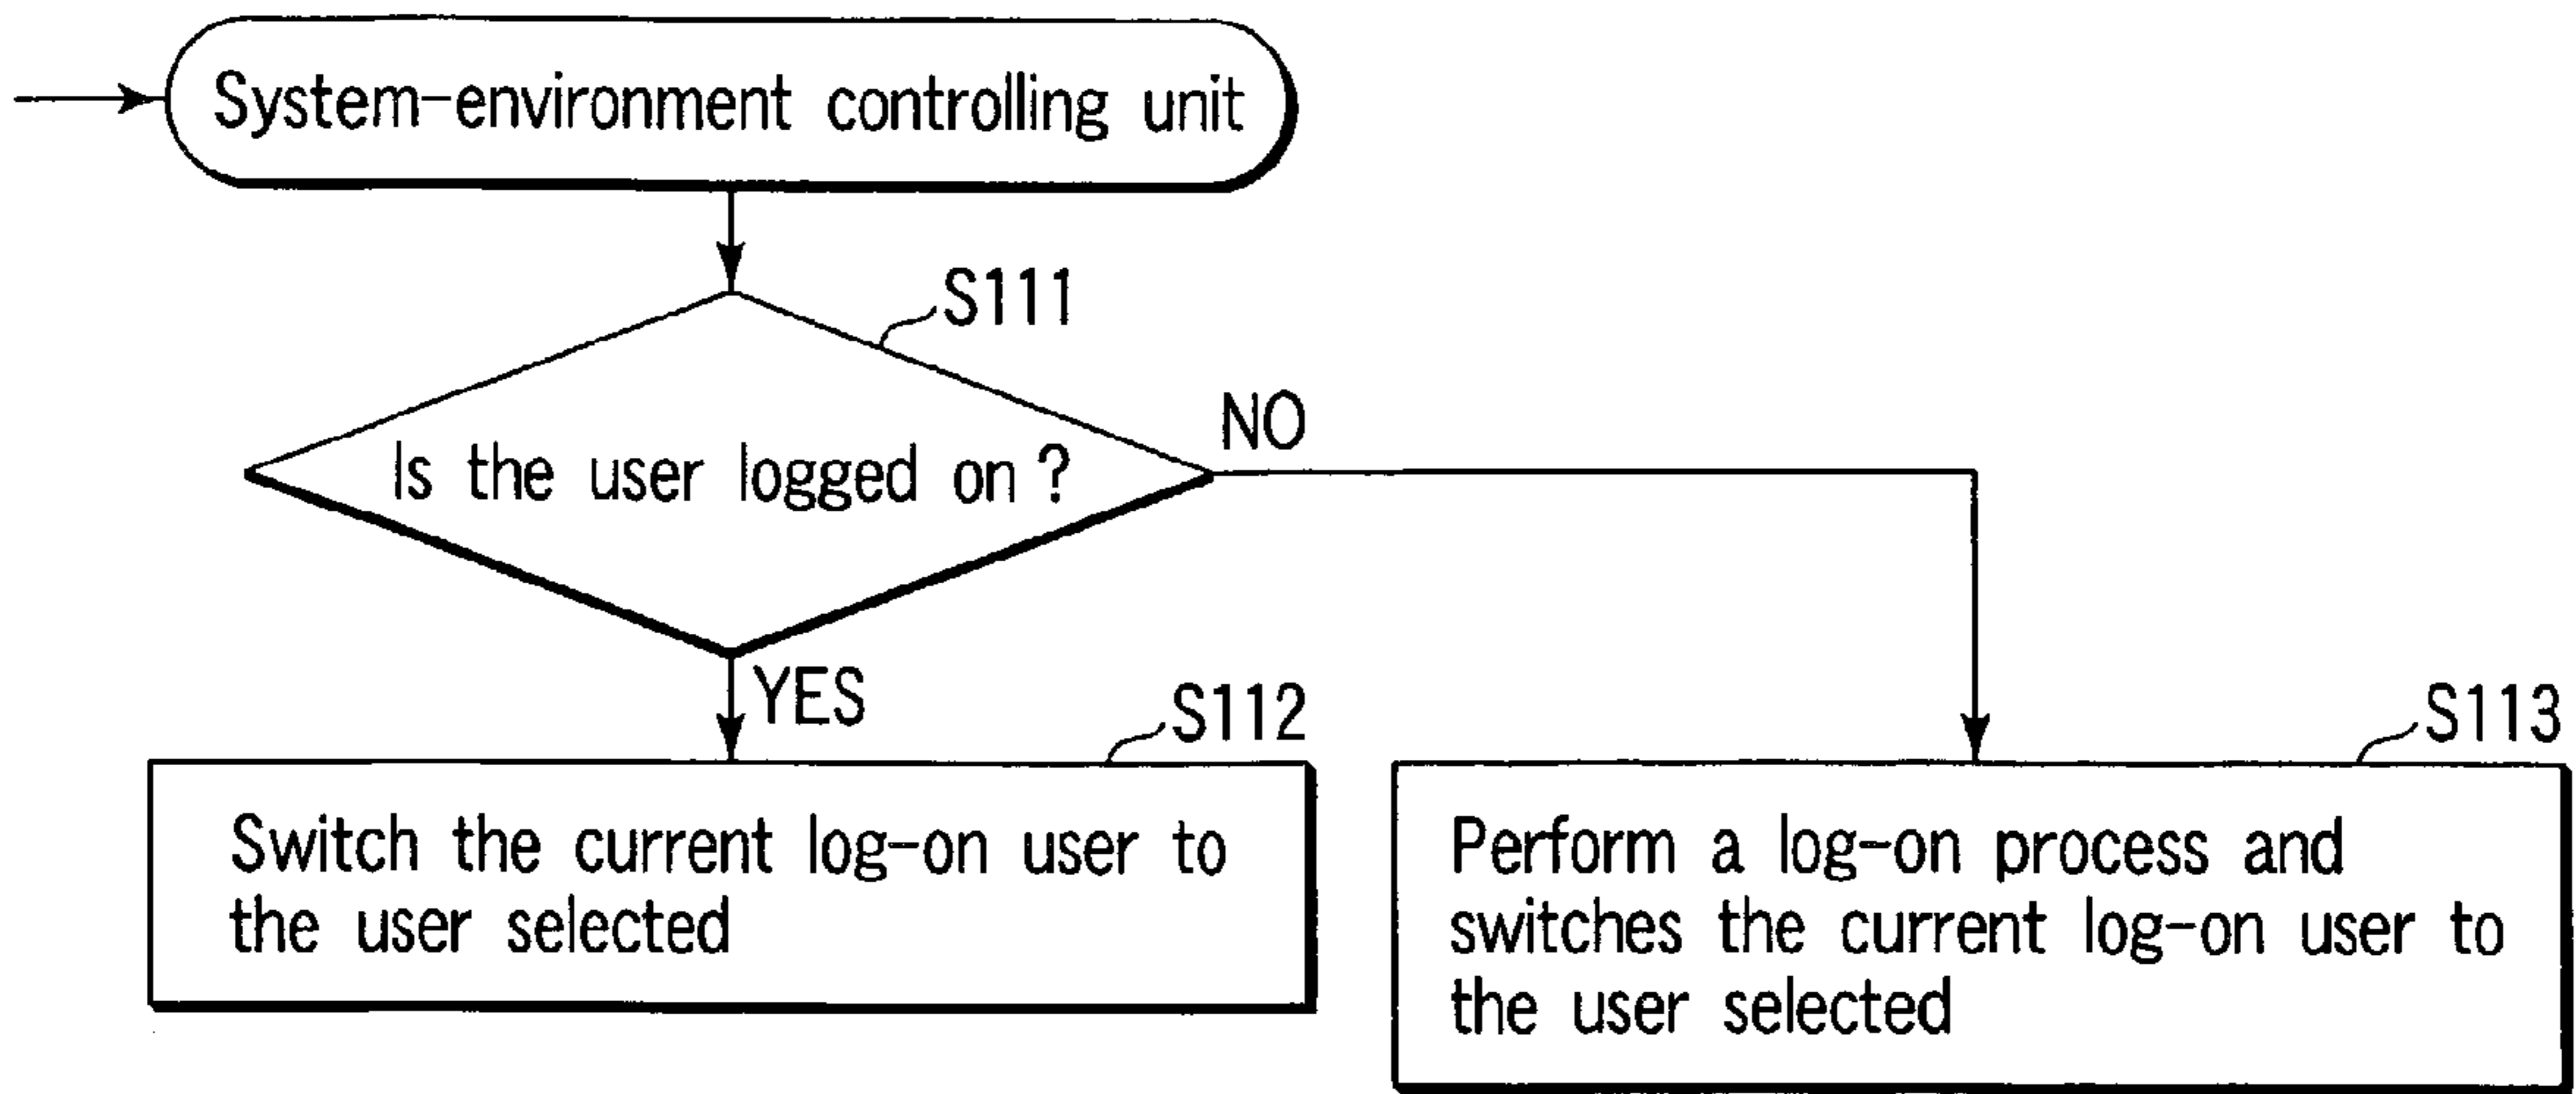 System-environment controlling unit
S111
Is the user logged on ?
NO
YES
S112
Switch the current log-on user to
the user selected
S113
Perform a log-on process and
switches the current log-on user to
the user selected